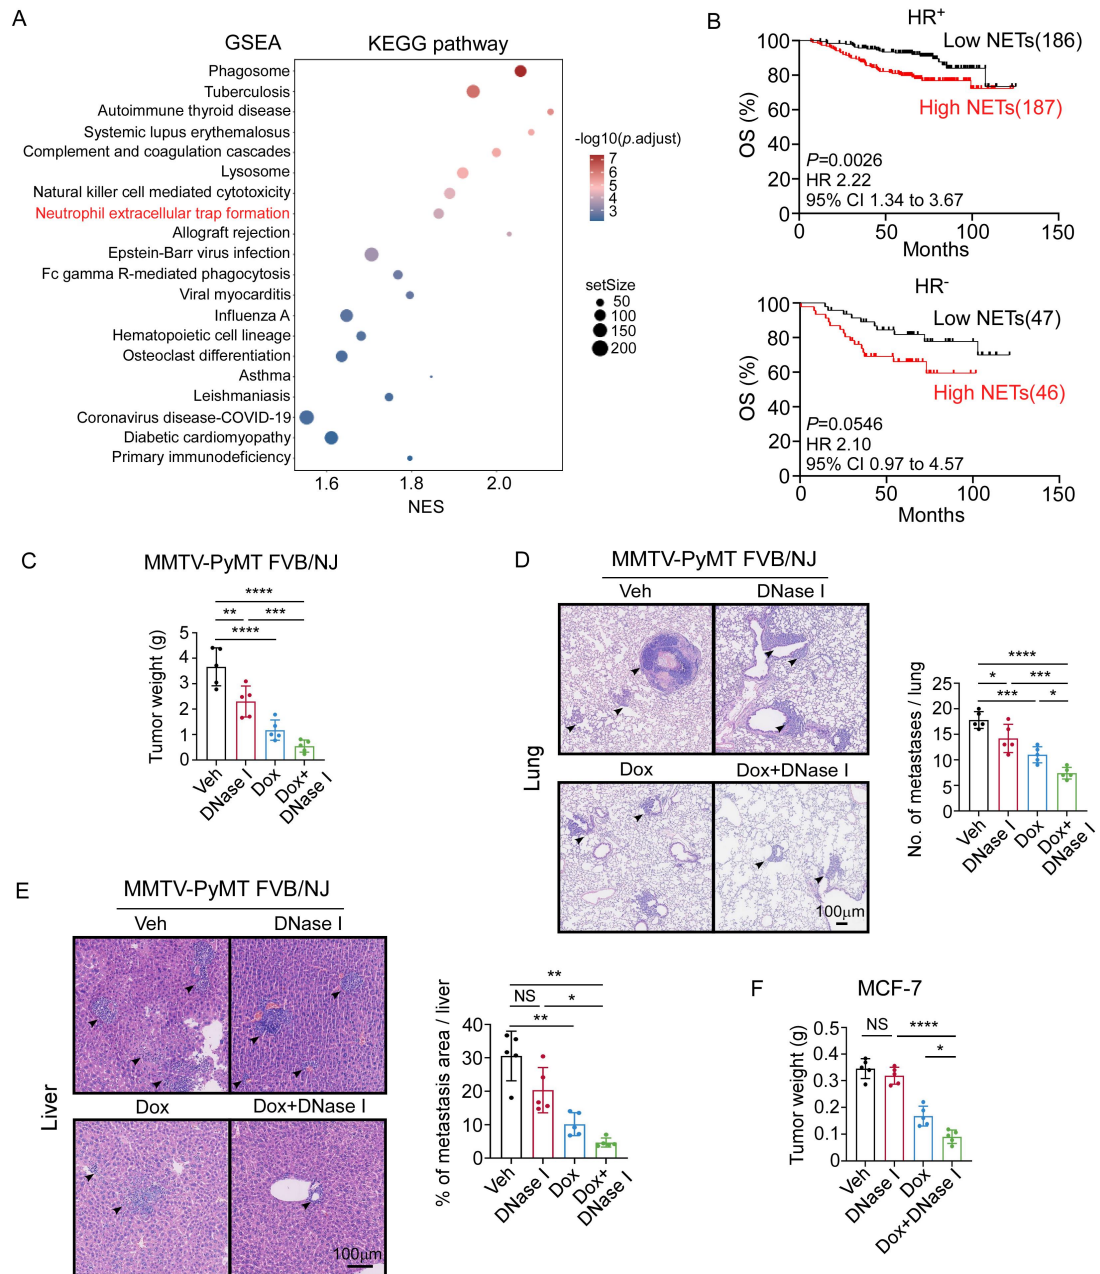 A
GSEA
KEGG pathway
Phagosome
Tuberculosis
Autoimmune thyroid disease
Systemic lupus erythemalosus
Complement and coagulation cascades
Lysosome
Natural killer cell mediated cytotoxicity
Neutrophil extracellular trap formation
Allograft rejection
Epstein-Barr virus infection
Fc gamma R-mediated phagocytosis
Viral myocarditis
Influenza A
Hematopoietic cell lineage
Osteoclast differentiation
Asthma
Leishmaniasis
Coronavirus disease-COVID-19
Diabetic cardiomyopathy
Primary immunodeficiency
1.6 1.8 2.0
NES
-log10(p.adjust)
7
6
5
4
3
setSize
50
100
150
200
B
HR+
Low NETs(186)
High NETs(187)
OS (%)
100
80
60
40
20
0
P=0.0026
HR 2.22
95% CI 1.34 to 3.67
0 50 100 150
Months
HR-
Low NETs(47)
High NETs(46)
OS (%)
100
80
60
40
20
0
P=0.0546
HR 2.10
95% CI 0.97 to 4.57
0 50 100 150
Months
C
MMTV-PyMT FVB/NJ
****
** ***
****
Tumor weight (g)
5
4
3
2
1
0
Veh
DNase I
Dox
Dox+
DNase I
D
MMTV-PyMT FVB/NJ
Veh DNase I
Lung
Dox Dox+DNase I
100μm
****
* ***
*** *
No. of metastases / lung
25
20
15
10
5
0
Veh
DNase I
Dox
Dox+
DNase I
E
MMTV-PyMT FVB/NJ
Veh DNase I
Liver
Dox Dox+DNase I
100μm
**
NS *
**
% of metastasis area / liver
40
30
20
10
0
Veh
DNase I
Dox
Dox+
DNase I
F
MCF-7
NS ****
*
Tumor weight (g)
0.5
0.4
0.3
0.2
0.1
0
Veh
DNase I
Dox
Dox+DNase I